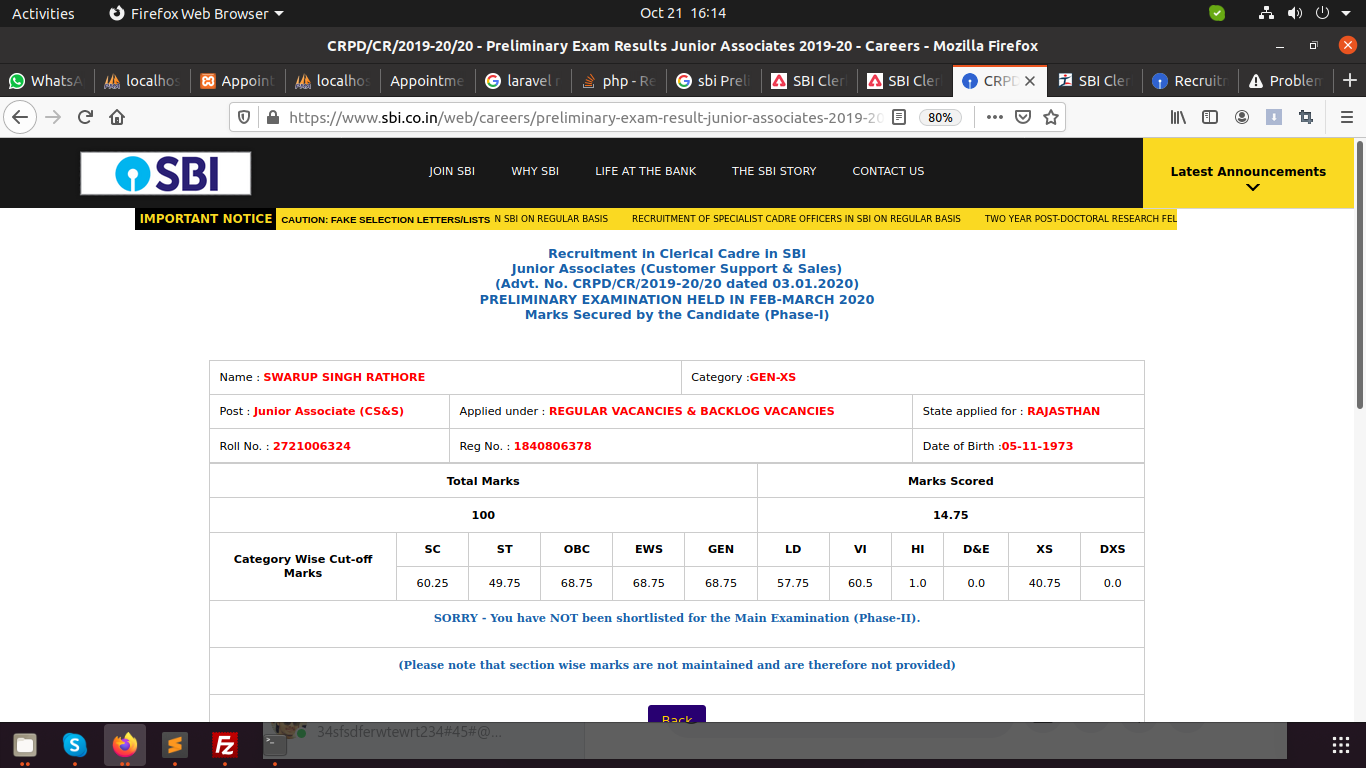 Activities Firefox Web Browser Oct 21 16:14
CRPD/CR/2019-20/20 - Preliminary Exam Results Junior Associates 2019-20 - Careers - Mozilla Firefox
WhatsA localhos Appoint localhos Appointme laravel r php - Re sbi Preli SBI Cler SBI Cler CRPD SBI Cler Recruitm Problem
https://www.sbi.co.in/web/careers/preliminary-exam-result-junior-associates-2019-20 80%
SBI JOIN SBI WHY SBI LIFE AT THE BANK THE SBI STORY CONTACT US Latest Announcements
IMPORTANT NOTICE CAUTION: FAKE SELECTION LETTERS/LISTS N SBI ON REGULAR BASIS RECRUITMENT OF SPECIALIST CADRE OFFICERS IN SBI ON REGULAR BASIS TWO YEAR POST-DOCTORAL RESEARCH FEL
Recruitment in Clerical Cadre in SBI
Junior Associates (Customer Support & Sales)
(Advt. No. CRPD/CR/2019-20/20 dated 03.01.2020)
PRELIMINARY EXAMINATION HELD IN FEB-MARCH 2020
Marks Secured by the Candidate (Phase-I)
Name : SWARUP SINGH RATHORE Category :GEN-XS
Post : Junior Associate (CS&S) Applied under : REGULAR VACANCIES & BACKLOG VACANCIES State applied for : RAJASTHAN
Roll No. : 2721006324 Reg No. : 1840806378 Date of Birth :05-11-1973
Total Marks Marks Scored
100 14.75
Category Wise Cut-off Marks SC ST OBC EWS GEN LD VI HI D&E XS DXS
60.25 49.75 68.75 68.75 68.75 57.75 60.5 1.0 0.0 40.75 0.0
SORRY - You have NOT been shortlisted for the Main Examination (Phase-II).
(Please note that section wise marks are not maintained and are therefore not provided)
Back
34sfsdferwtewrt234#45#@...